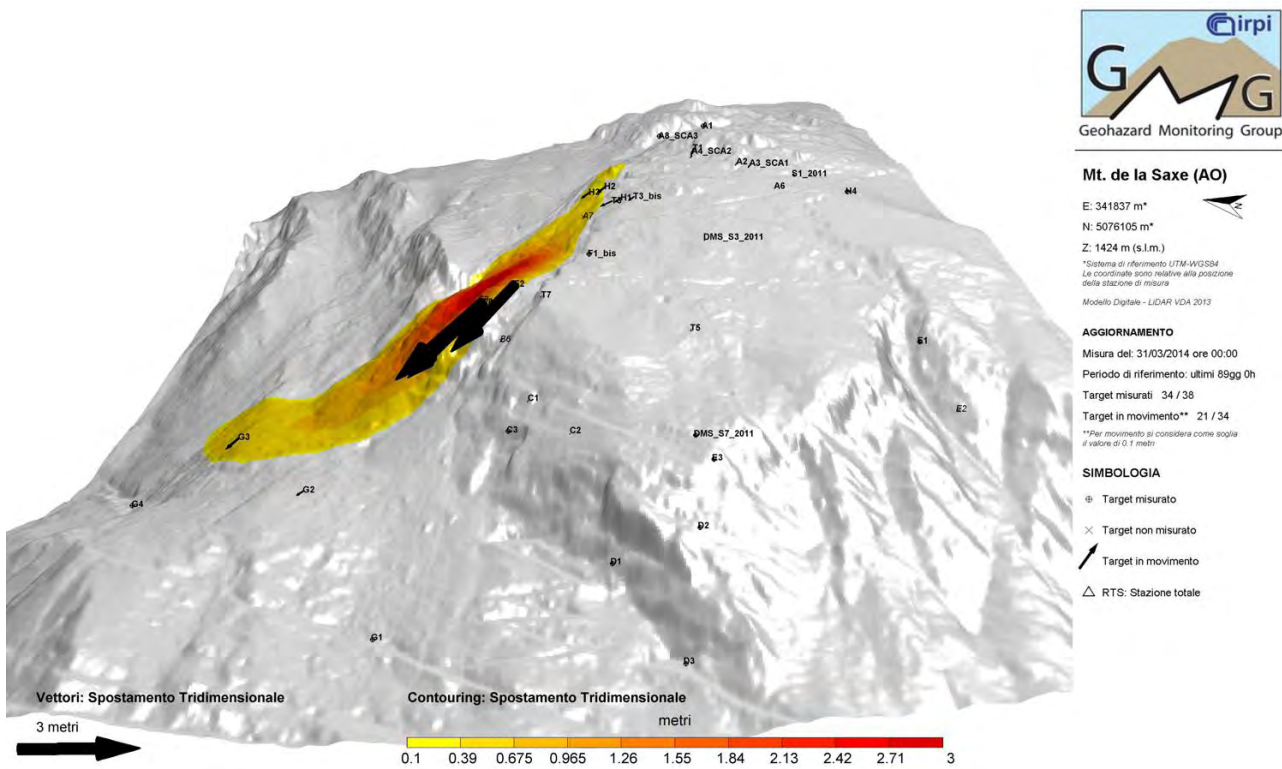 irpi
G
G
Geohazard Monitoring Group
Mt. de la Saxe (AO)
E: 341837 m*
N: 5076105 m*
Z: 1424 m (s.l.m.)
N
*Sistema di riferimento UTM-WGS84
Le coordinate sono relative alla posizione
della stazione di misura
Modello Digitale - LiDAR VDA 2013
AGGIORNAMENTO
Misura del: 31/03/2014 ore 00:00
Periodo di riferimento: ultimi 89gg 0h
Target misurati 34 / 38
Target in movimento** 21 / 34
**Per movimento si considera come soglia
il valore di 0.1 metri
SIMBOLOGIA
Target misurato
Target non misurato
Target in movimento
RTS: Stazione totale
A1
A8_SCA3
A4_SCA2
A2
A3_SCA1
S1_2011
A6
H4
H2
H1
T3_bis
A7
DMS_S3_2011
F1_bis
T7
T5
B6
E1
C1
E2
C3
C2
DMS_S7_2011
E3
G3
G2
G4
D2
D1
G1
D3
Vettori: Spostamento Tridimensionale
3 metri
Contouring: Spostamento Tridimensionale
metri
0.1 0.39 0.675 0.965 1.26 1.55 1.84 2.13 2.42 2.71 3